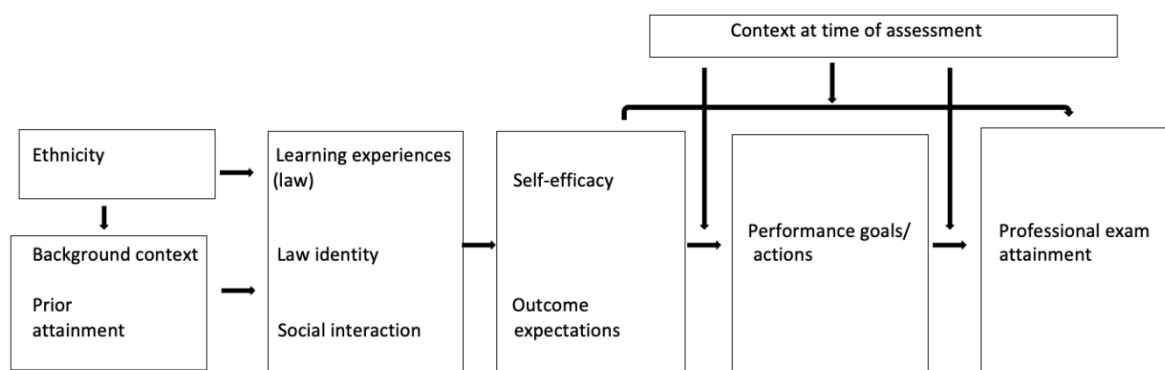 Context at time of assessment
Ethnicity
Background context
Prior
attainment
Learning experiences
(law)
Law identity
Social interaction
Self-efficacy
Outcome
expectations
Performance goals/
actions
Professional exam
attainment